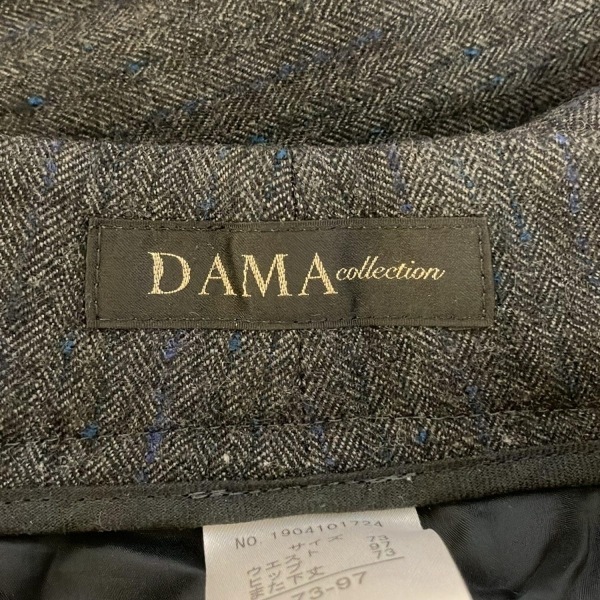 DAMA collection
NO. 1904101724
サイズ
ウエスト 73
ヒップ 97
また下丈 73
73-97